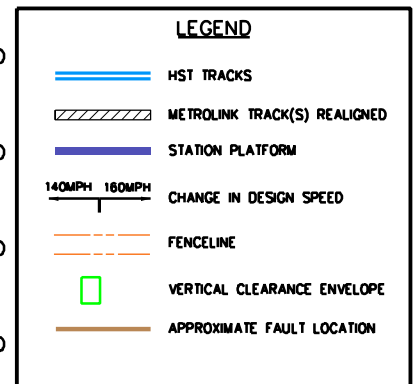 LEGEND
HST TRACKS
METROLINK TRACK(S) REALIGNED
STATION PLATFORM
140MPH 160MPH
CHANGE IN DESIGN SPEED
FENCELINE
VERTICAL CLEARANCE ENVELOPE
APPROXIMATE FAULT LOCATION